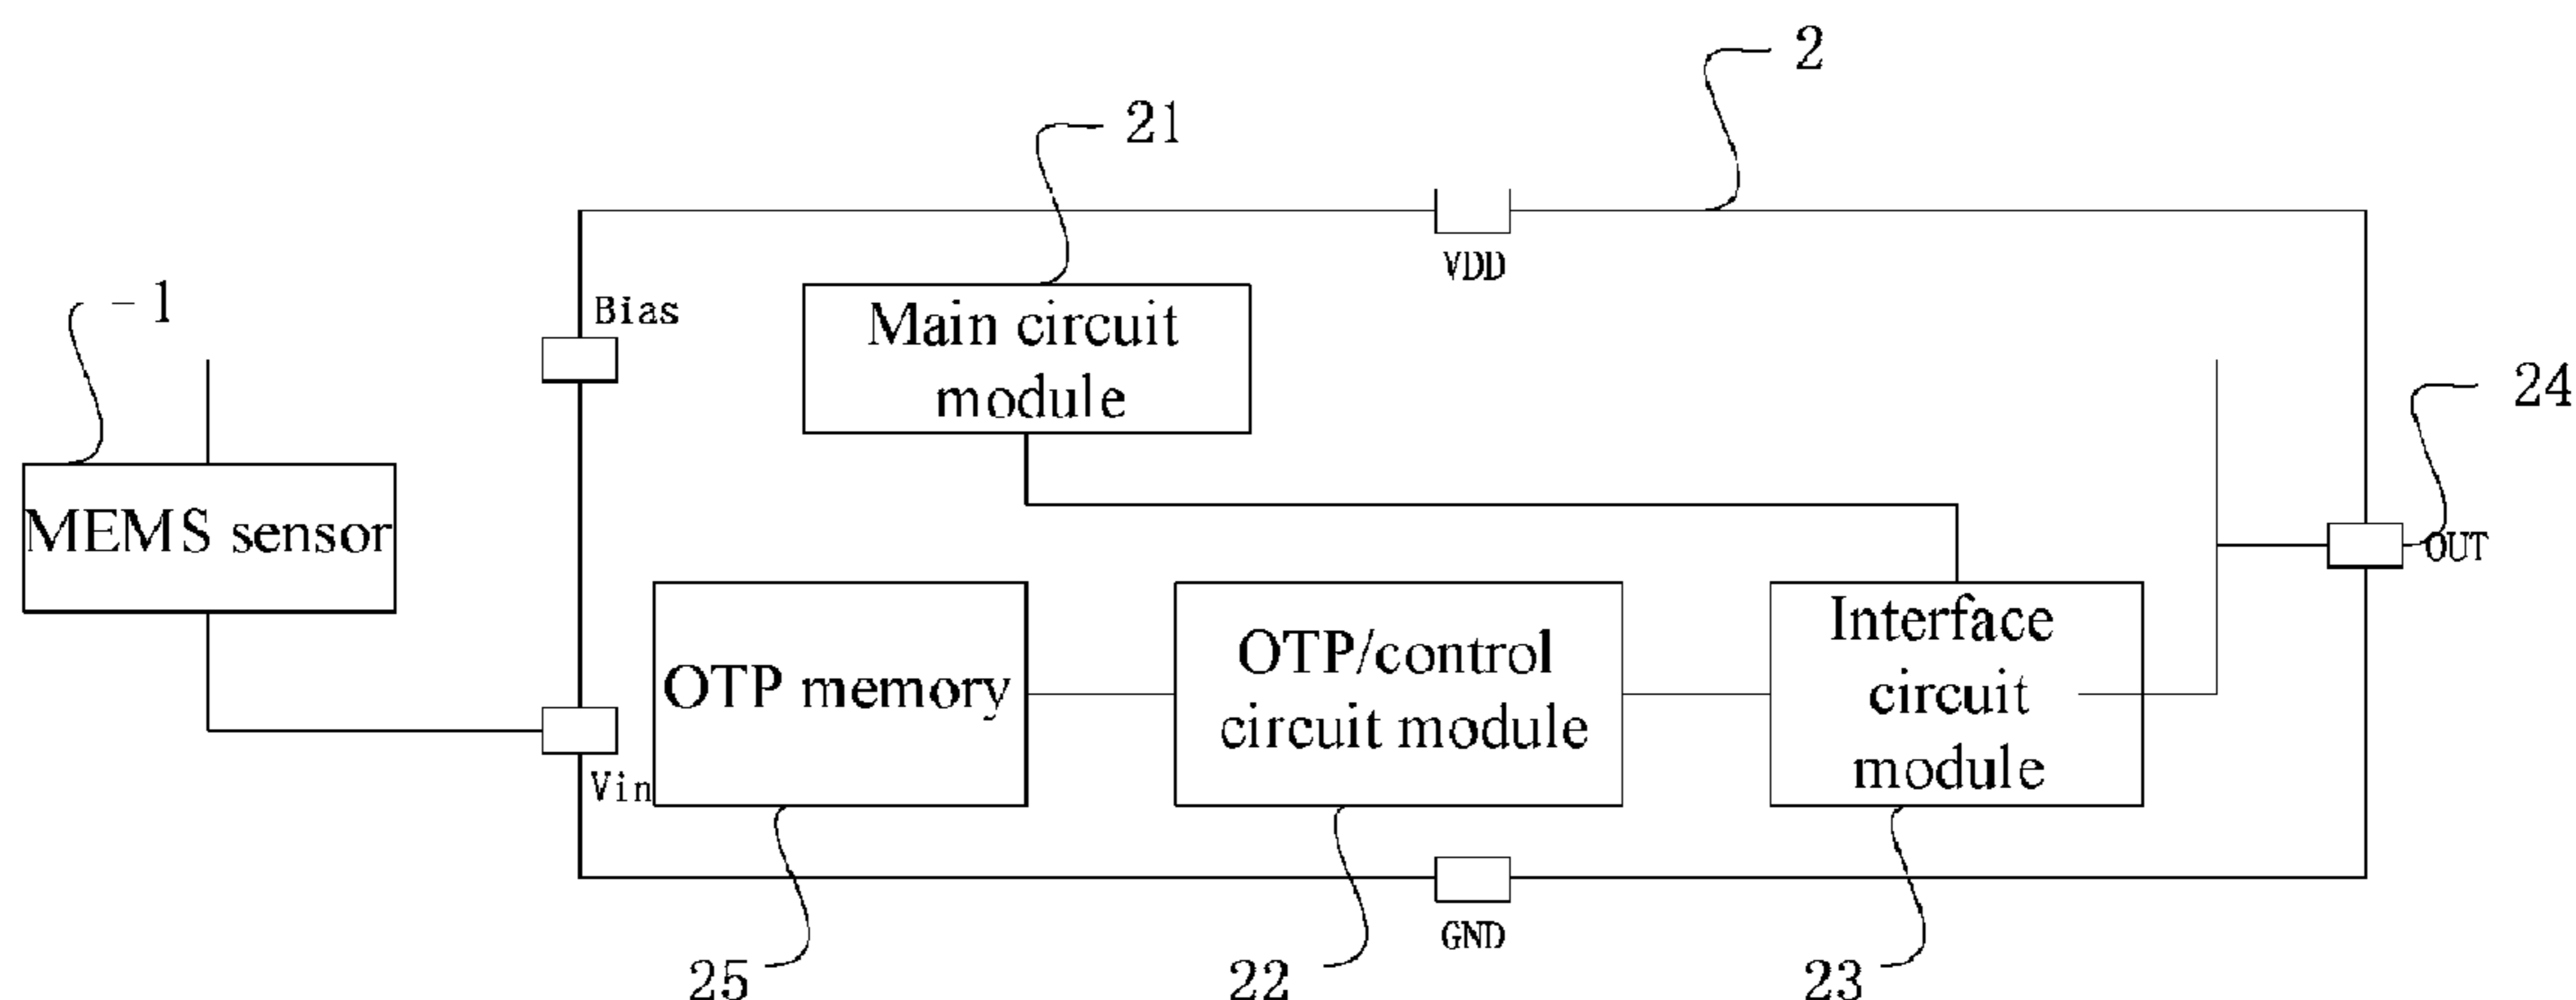 2
21
-1
Bias
VDD
Main circuit
module
24
MEMS sensor
OUT
OTP memory
OTP/control
circuit module
Interface
circuit
module
Vin
GND
25
22
23